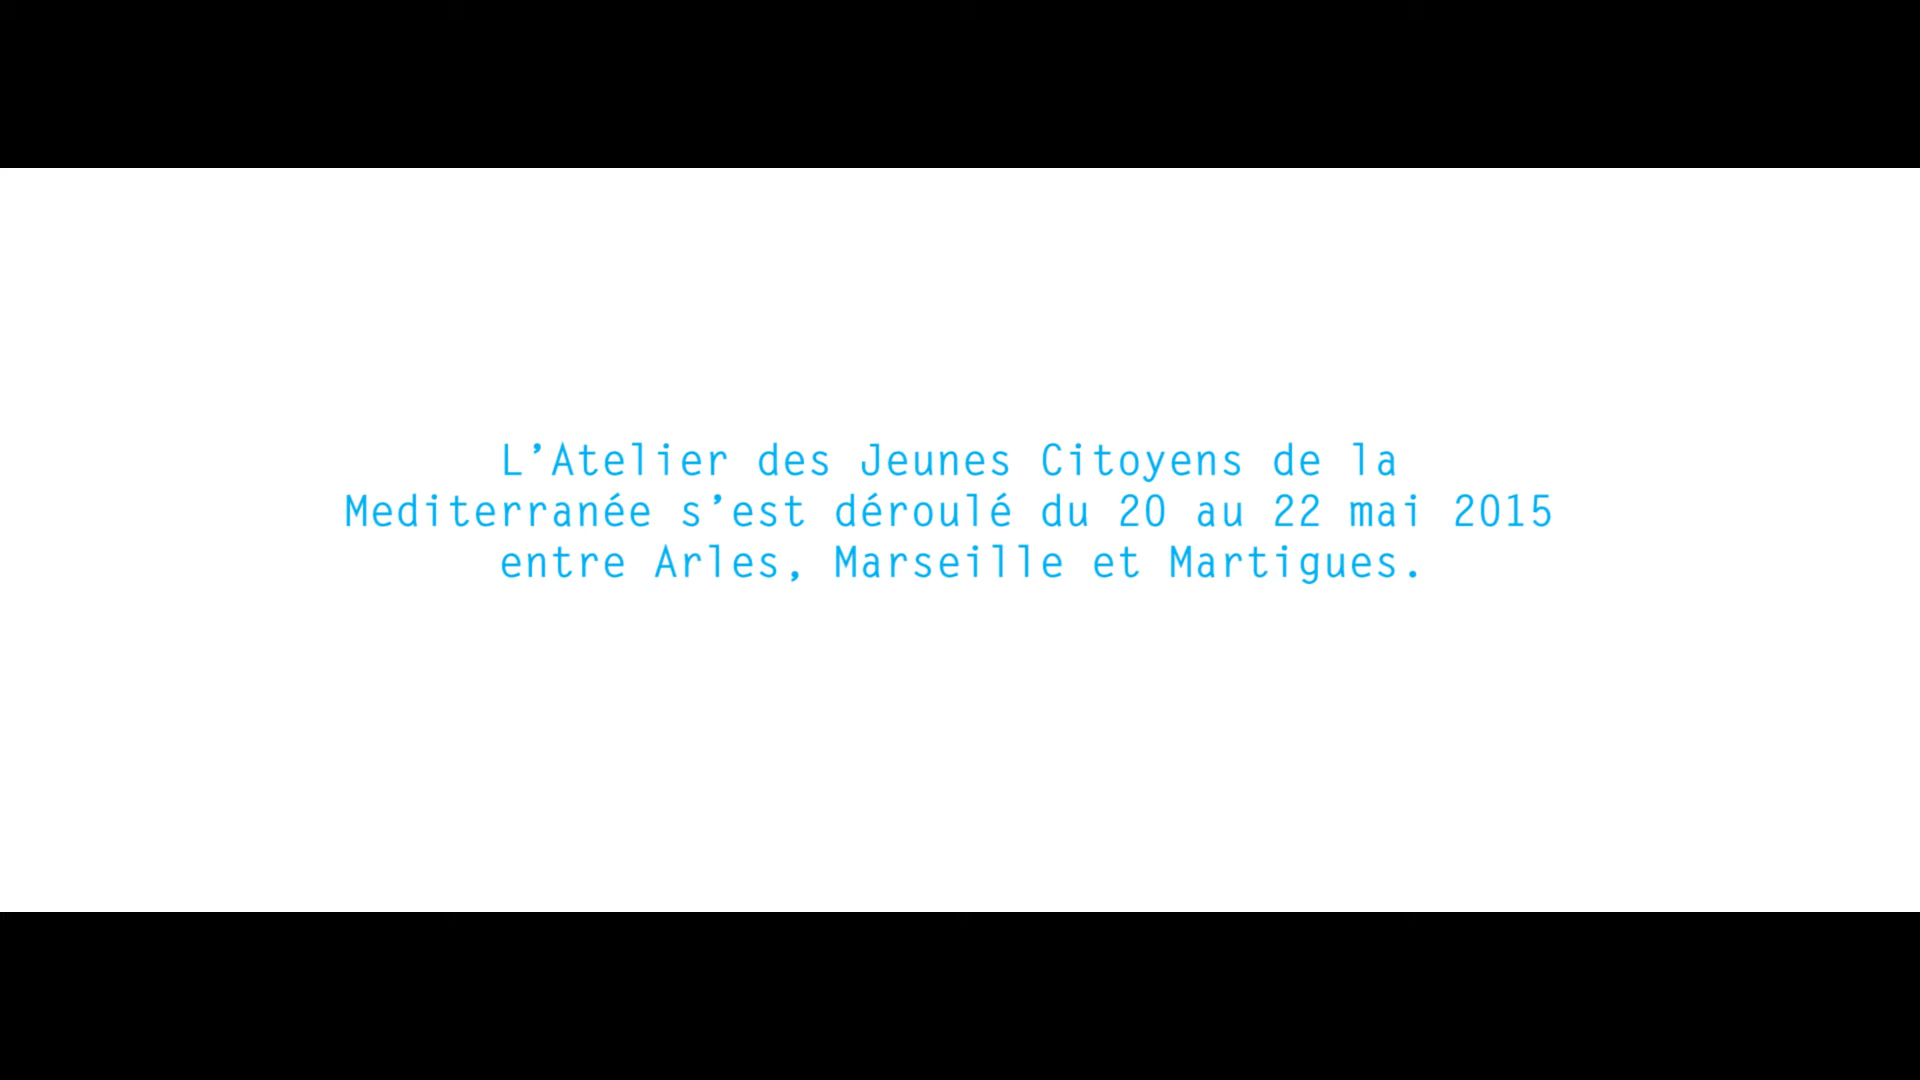 L’Atelier des Jeunes Citoyens de la
Mediterranée s’est déroulé du 20 au 22 mai 2015
entre Arles, Marseille et Martigues.